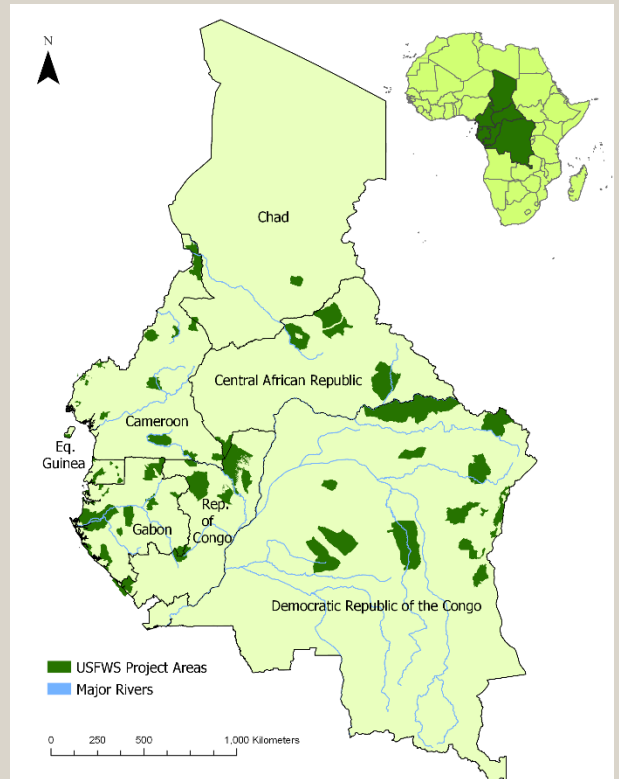 N
Chad
Central African Republic
Cameroon
Eq.
Guinea
Rep.
of
Congo
Gabon
Democratic Republic of the Congo
USFWS Project Areas
Major Rivers
0 250 500 1,000 Kilometers